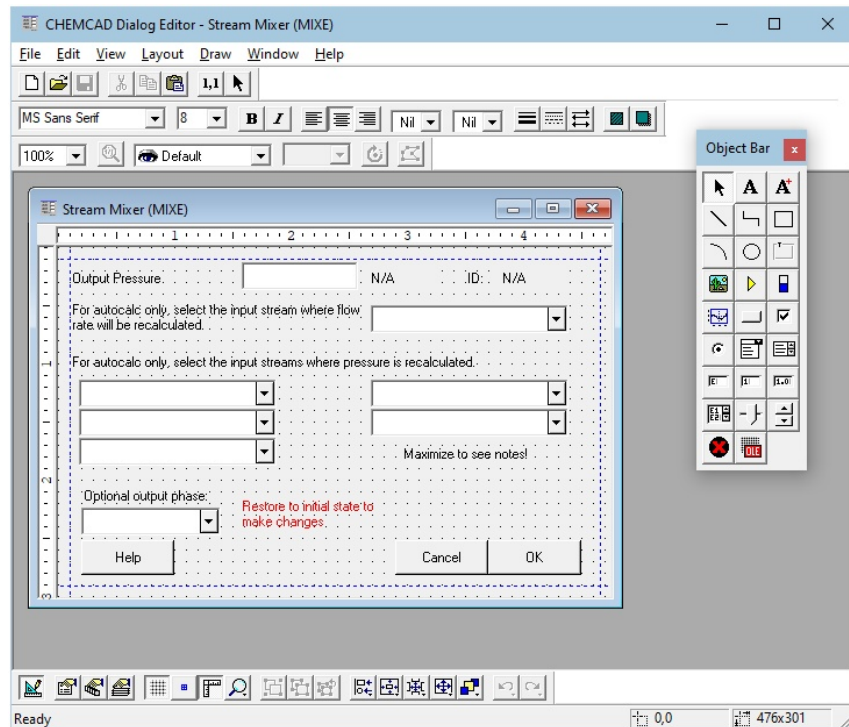 CHEMCAD Dialog Editor - Stream Mixer (MIXE)
File Edit View Layout Draw Window Help
1,1
MS Sans Serif 8 B I Nil Nil
100% Default
Object Bar
A A+
Stream Mixer (MIXE)
1 2 3 4
Output Pressure. N/A ID: N/A
For autocalc only, select the input stream where flow
rate will be recalculated.
1
For autocalc only, select the input streams where pressure is recalculated.
Maximize to see notes!
2
Optional output phase:
Restore to initial state to
make changes.
Help Cancel OK
3
OLE
Ready 0,0 476x301